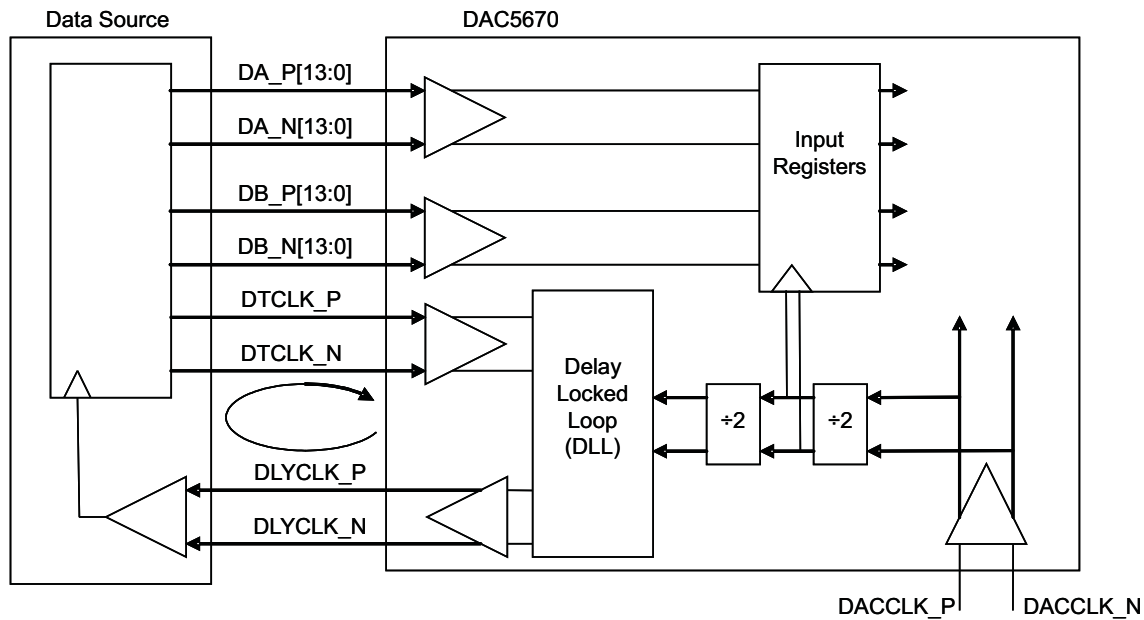 Data Source
DAC5670
DA_P[13:0]
DA_N[13:0]
Input
Registers
DB_P[13:0]
DB_N[13:0]
DTCLK_P
DTCLK_N
Delay
Locked
Loop
(DLL)
÷2
÷2
DLYCLK_P
DLYCLK_N
DACCLK_P
DACCLK_N